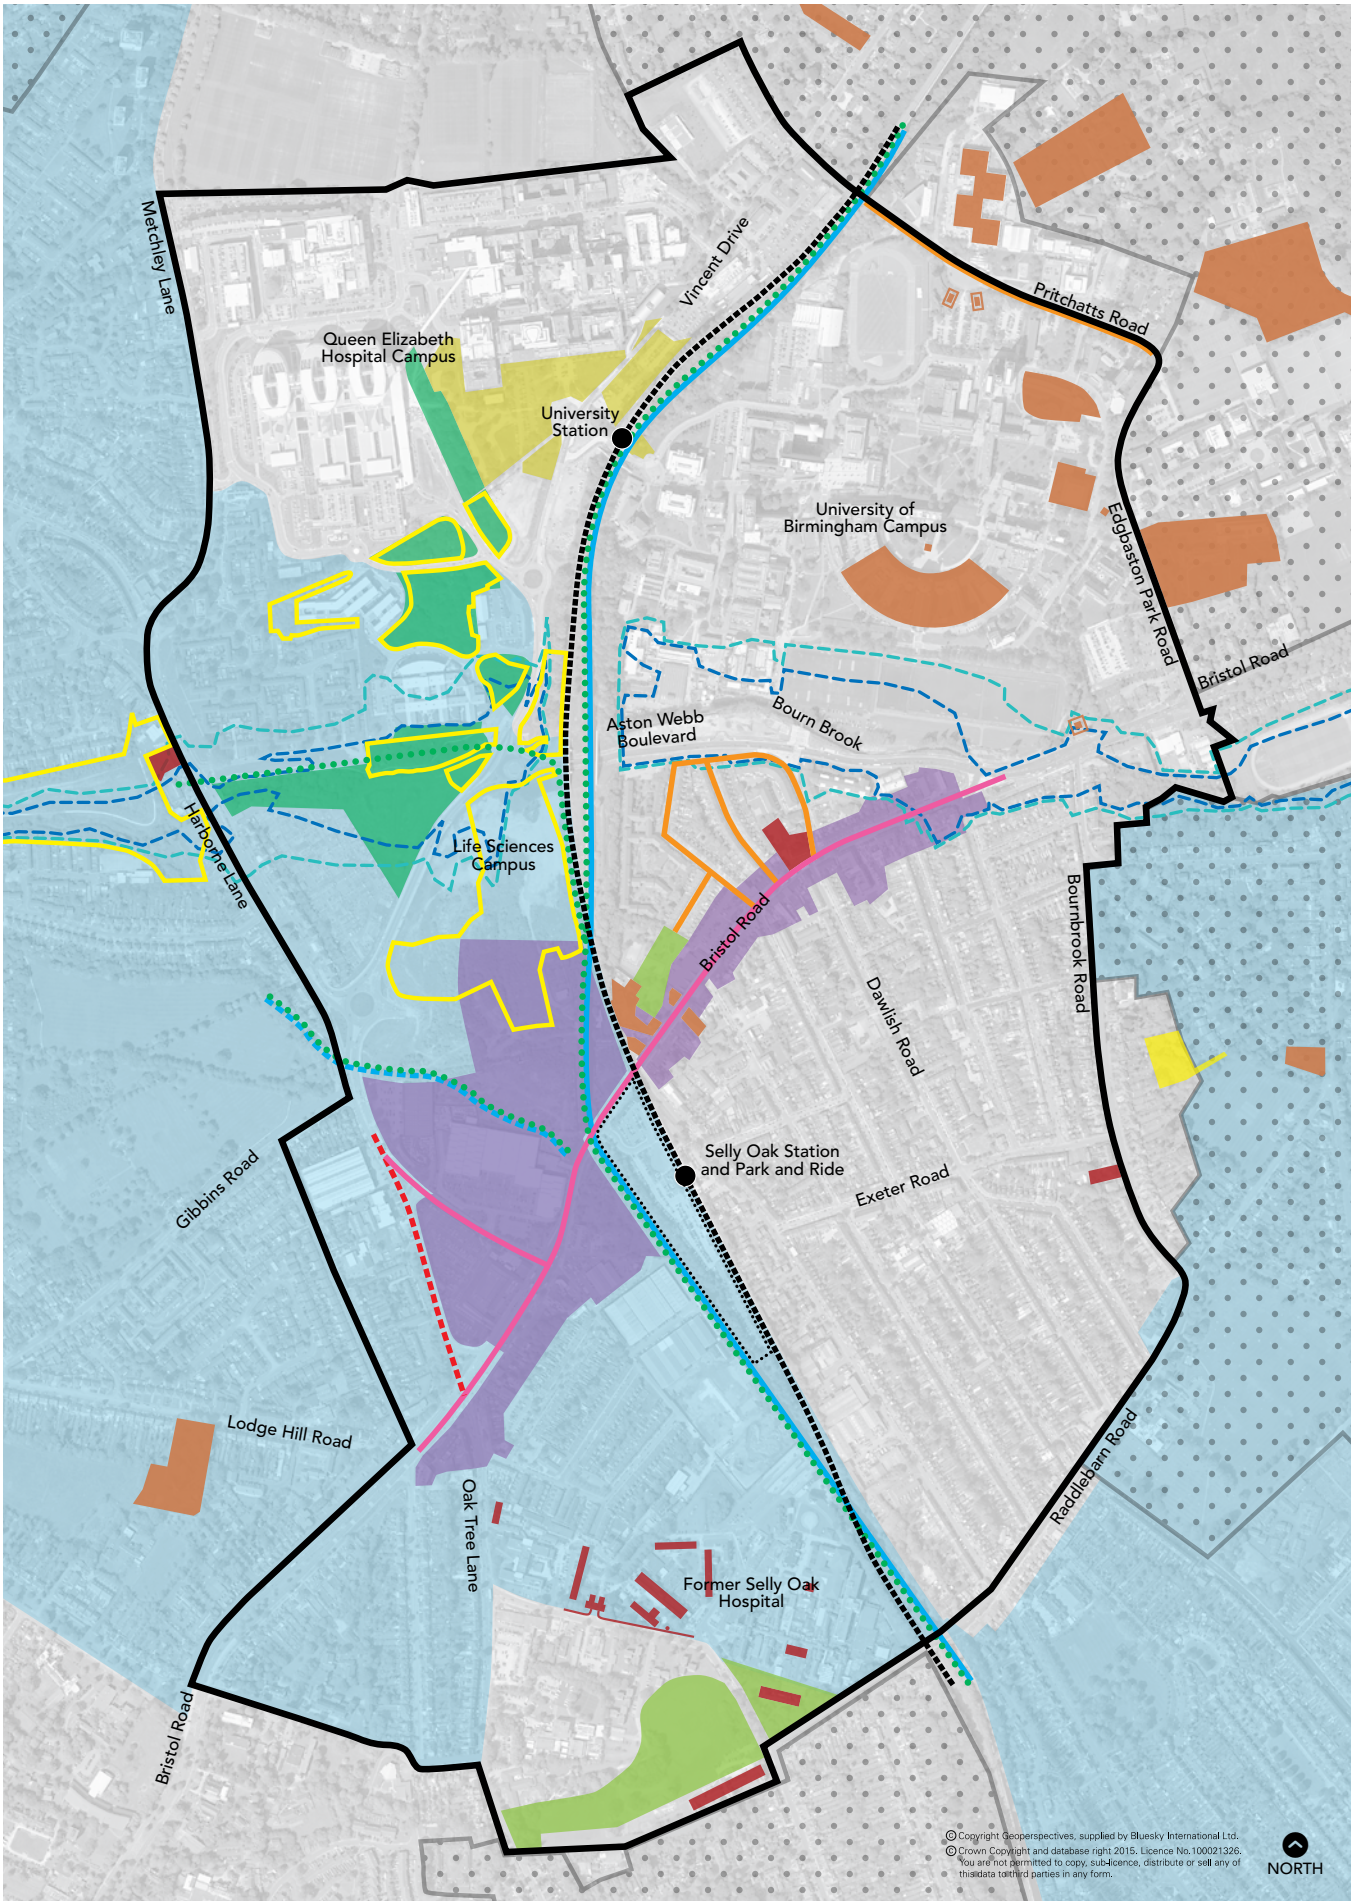 Metchley Lane
Vincent Drive
Pritchatts Road
Queen Elizabeth
Hospital Campus
University
Station
University of
Birmingham Campus
Edgbaston Park Road
Bristol Road
Aston Webb
Boulevard
Bourn Brook
Harborne Lane
Life Sciences
Campus
Bristol Road
Bournbrook Road
Dawlish Road
Selly Oak Station
and Park and Ride
Exeter Road
Gibbins Road
Lodge Hill Road
Oak Tree Lane
Raddlebarn Road
Former Selly Oak
Hospital
Bristol Road
© Copyright Geoperspectives, supplied by Bluesky International Ltd.
© Crown Copyright and database right 2015. Licence No.100021326.
You are not permitted to copy, sub-licence, distribute or sell any of
this data to third parties in any form.
NORTH